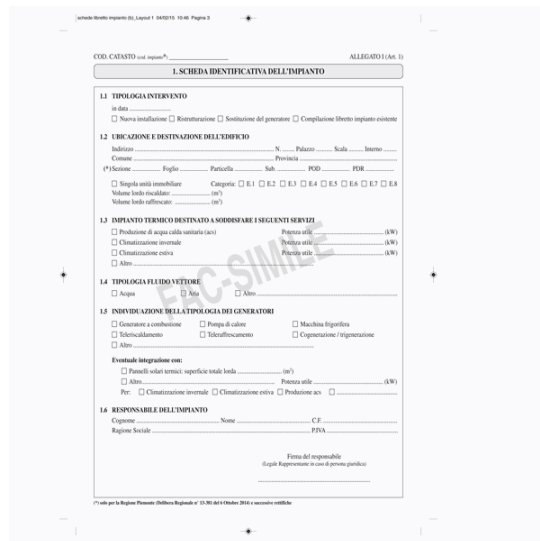 schede libretto impianto (b)_Layout 1 04/02/15 10:46 Pagina 3
COD. CATASTO (cod. impianto*): ____________________ ALLEGATO I (Art. 1)
1. SCHEDA IDENTIFICATIVA DELL'IMPIANTO
1.1 TIPOLOGIA INTERVENTO
in data ..........................
☐ Nuova installazione ☐ Ristrutturazione ☐ Sostituzione del generatore ☐ Compilazione libretto impianto esistente
1.2 UBICAZIONE E DESTINAZIONE DELL'EDIFICIO
Indirizzo .......................... N. ....... Palazzo .......... Scala .......... Interno ..........
Comune .......................... Provincia ..........................
(*) Sezione ................ Foglio ................ Particella ................ Sub ................ POD ................ PDR ................
☐ Singola unità immobiliare Categoria: ☐ E.1 ☐ E.2 ☐ E.3 ☐ E.4 ☐ E.5 ☐ E.6 ☐ E.7 ☐ E.8
Volume lordo riscaldato: ...................... (m³)
Volume lordo raffrescato: ...................... (m³)
1.3 IMPIANTO TERMICO DESTINATO A SODDISFARE I SEGUENTI SERVIZI
☐ Produzione di acqua calda sanitaria (acs) Potenza utile .......................... (kW)
☐ Climatizzazione invernale Potenza utile .......................... (kW)
☐ Climatizzazione estiva Potenza utile .......................... (kW)
☐ Altro ..........................
FAC-SIMILE
1.4 TIPOLOGIA FLUIDO VETTORE
☐ Acqua ☐ Aria ☐ Altro ..........................
1.5 INDIVIDUAZIONE DELLA TIPOLOGIA DEI GENERATORI
☐ Generatore a combustione ☐ Pompa di calore ☐ Macchina frigorifera
☐ Teleriscaldamento ☐ Teleraffrescamento ☐ Cogenerazione / trigenerazione
☐ Altro ..........................
Eventuale integrazione con:
☐ Pannelli solari termici: superficie totale lorda .......................... (m²)
☐ Altro.......................... Potenza utile .......................... (kW)
Per: ☐ Climatizzazione invernale ☐ Climatizzazione estiva ☐ Produzione acs ☐ ..........................
1.6 RESPONSABILE DELL'IMPIANTO
Cognome .......................... Nome .......................... C.F. ..........................
Ragione Sociale .......................... P.IVA ..........................
Firma del responsabile
(Legale Rappresentante in caso di persona giuridica)
(*) solo per la Regione Piemonte (Delibera Regionale n° 13-381 del 6 Ottobre 2014) e successive rettifiche